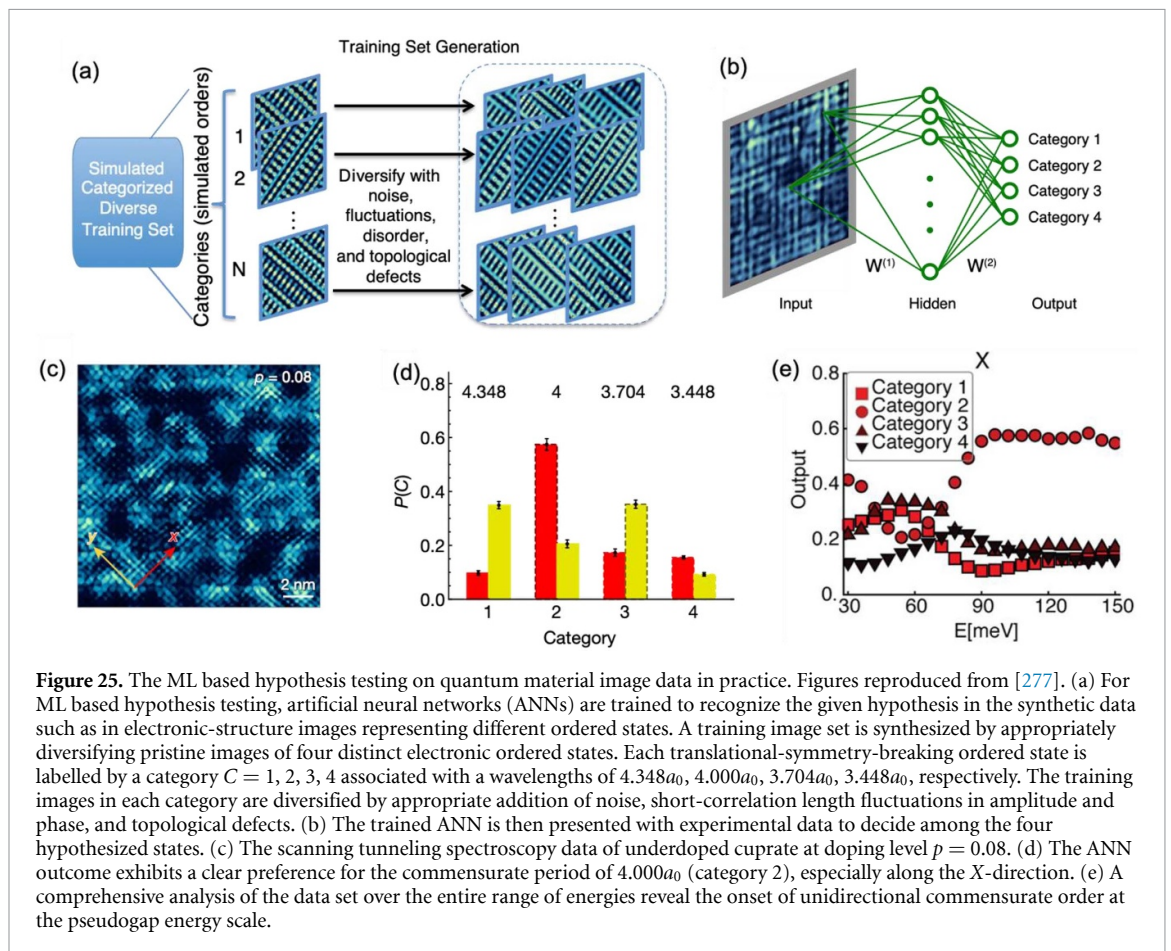 Training Set Generation
(a)
Simulated
Categorized
Diverse
Training Set
Categories (simulated orders)
1
2
N
Diversify with
noise,
fluctuations,
disorder,
and topological
defects
(b)
Category 1
Category 2
Category 3
Category 4
W(1)
W(2)
Input
Hidden
Output
(c)
p = 0.08
y
x
2 nm
(d)
0.8
0.6
0.4
0.2
0.0
P(C)
4.348 4 3.704 3.448
1 2 3 4
Category
(e)
X
0.8
0.6
0.4
0.2
0.
Output
Category 1
Category 2
Category 3
Category 4
30 60 90 120 150
E[meV]
Figure 25. The ML based hypothesis testing on quantum material image data in practice. Figures reproduced from [277]. (a) For
ML based hypothesis testing, artificial neural networks (ANNs) are trained to recognize the given hypothesis in the synthetic data
such as in electronic-structure images representing different ordered states. A training image set is synthesized by appropriately
diversifying pristine images of four distinct electronic ordered states. Each translational-symmetry-breaking ordered state is
labelled by a category C = 1, 2, 3, 4 associated with a wavelengths of 4.348a0, 4.000a0, 3.704a0, 3.448a0, respectively. The training
images in each category are diversified by appropriate addition of noise, short-correlation length fluctuations in amplitude and
phase, and topological defects. (b) The trained ANN is then presented with experimental data to decide among the four
hypothesized states. (c) The scanning tunneling spectroscopy data of underdoped cuprate at doping level p = 0.08. (d) The ANN
outcome exhibits a clear preference for the commensurate period of 4.000a0 (category 2), especially along the X-direction. (e) A
comprehensive analysis of the data set over the entire range of energies reveal the onset of unidirectional commensurate order at
the pseudogap energy scale.